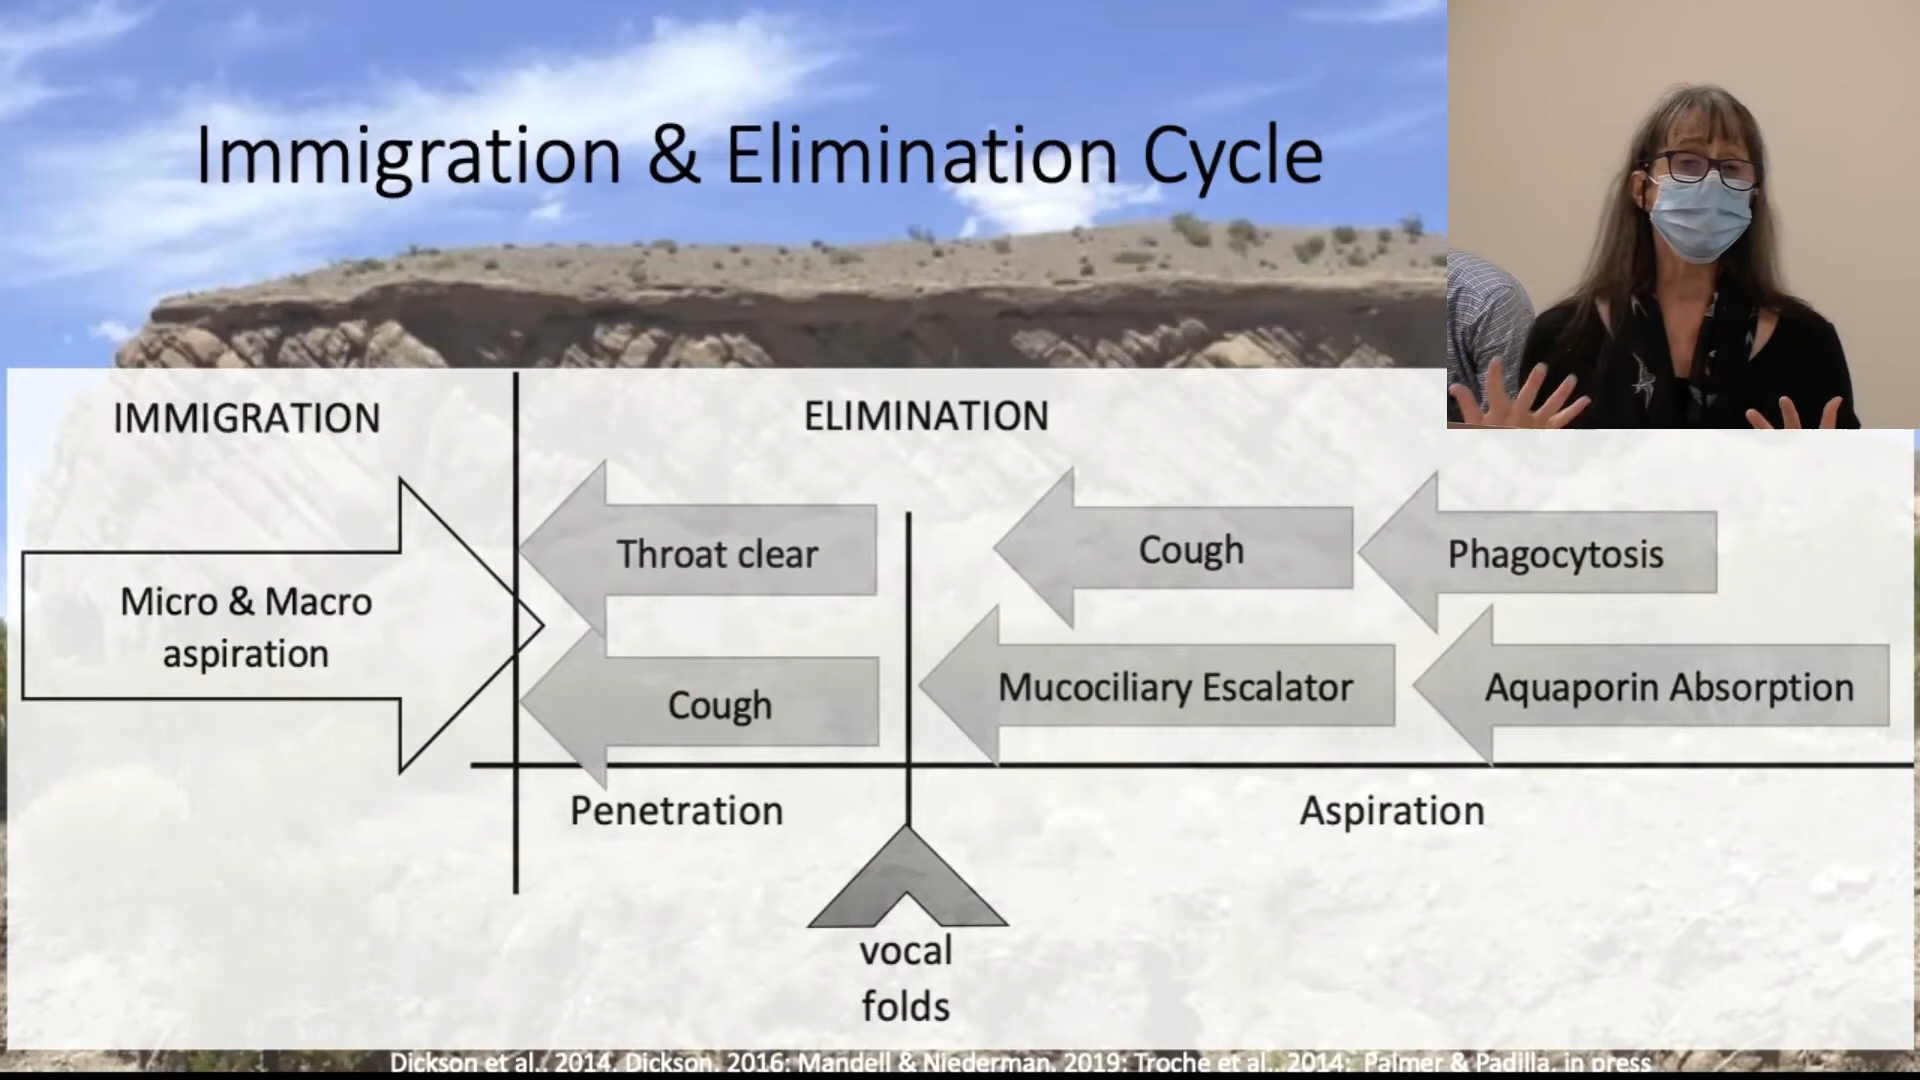 Immigration & Elimination Cycle
IMMIGRATION
ELIMINATION
Micro & Macro
aspiration
Throat clear
Cough
Cough
Phagocytosis
Mucociliary Escalator
Aquaporin Absorption
Penetration
Aspiration
vocal
folds
Dickson et al., 2014, Dickson, 2016; Mandell & Niederman, 2019; Troche et al., 2014; Palmer & Padilla, in press